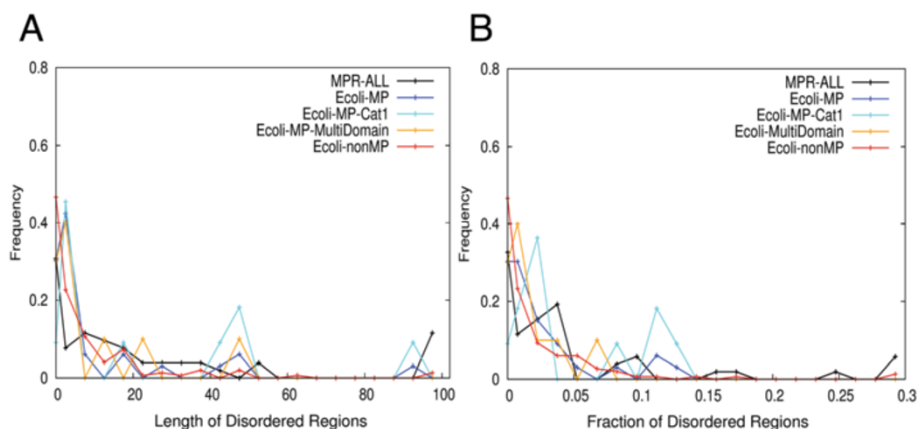 A
0.8
0.6
0.4
0.2
0
Frequency
MPR-ALL
Ecoli-MP
Ecoli-MP-Cat1
Ecoli-MP-MultiDomain
Ecoli-nonMP
0 20 40 60 80 100
Length of Disordered Regions
B
0.8
0.6
0.4
0.2
0
Frequency
MPR-ALL
Ecoli-MP
Ecoli-MP-Cat1
Ecoli-MultiDomain
Ecoli-nonMP
0 0.05 0.1 0.15 0.2 0.25 0.3
Fraction of Disordered Regions